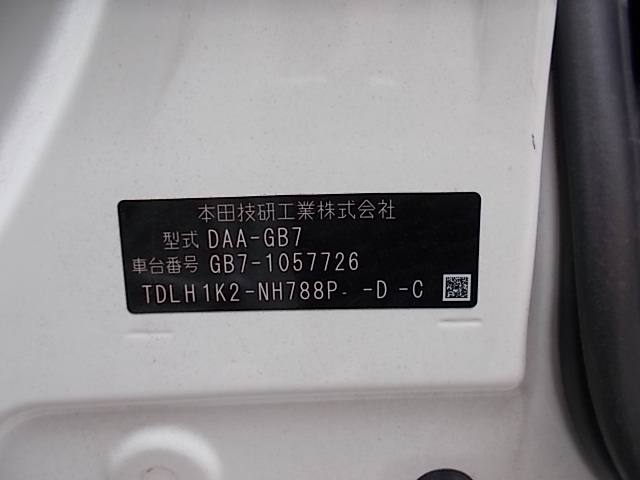 本田技研工業株式会社
型式 DAA-GB7
車台番号 GB7-1057726
TDLH1K2-NH788P- -D -C